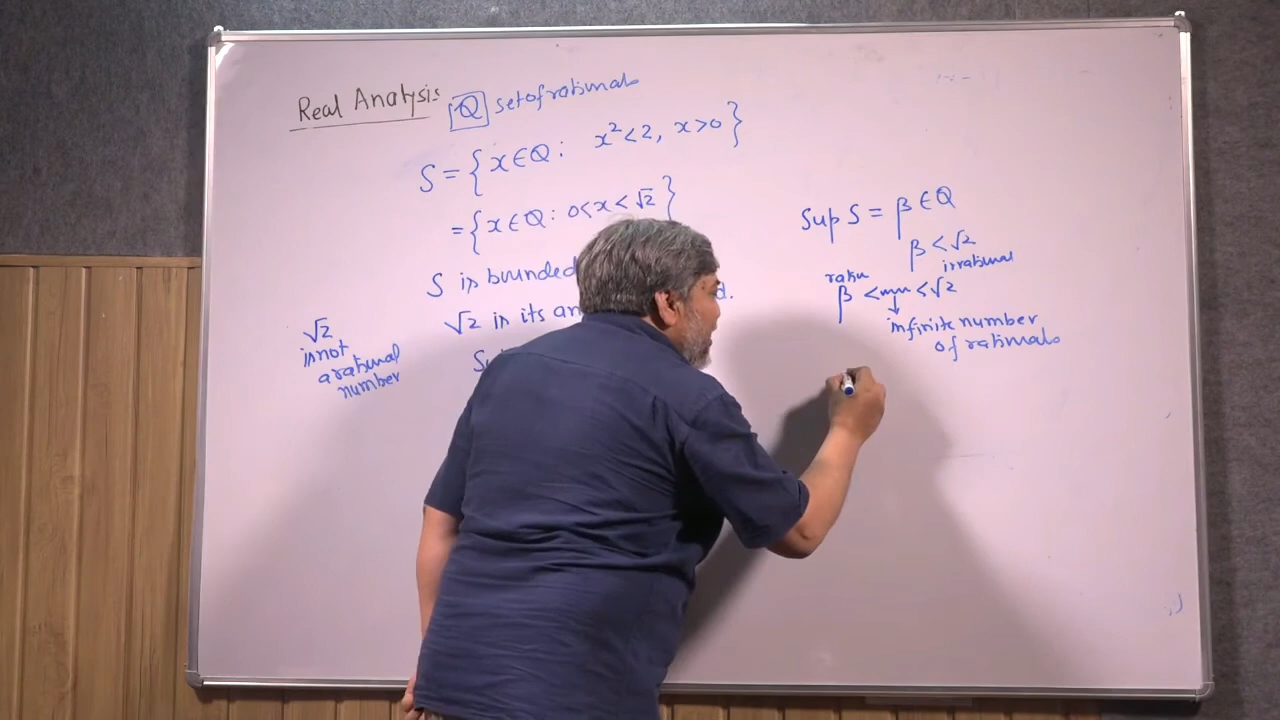 Real Analysis
ℚ set of rationals
S = { x ∈ ℚ : x² < 2, x > 0 }
= { x ∈ ℚ : 0 < x < √2 }
S is bounded
√2 is its an
d.
√2
is not
a rational
number
Sup S = β ∈ ℚ
β < √2
irrational
β < < √2
infinite number
of rationals